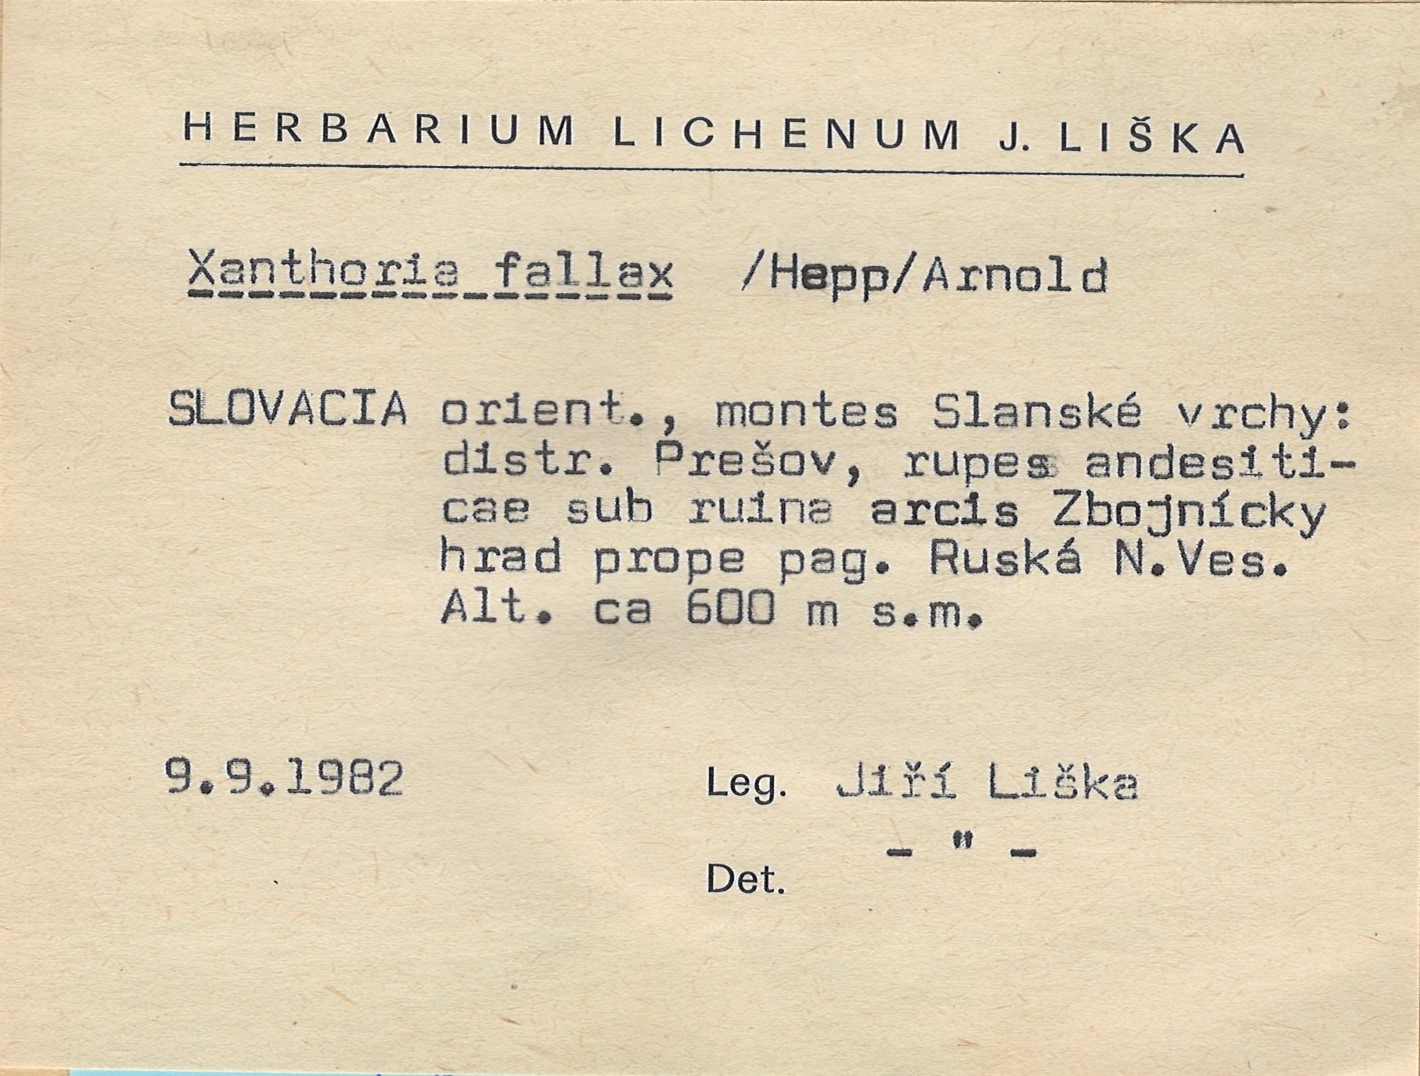 HERBARIUM LICHENUM J. LIŠKA
Xanthoria fallax /Hepp/Arnold
SLOVACIA orient., montes Slanské vrchy:
distr. Prešov, rupes andesiti-
cae sub ruina arcis Zbojnícky
hrad prope pag. Ruská N.Ves.
Alt. ca 600 m s.m.
9.9.1982 Leg. Jiří Liška
- " -
Det.